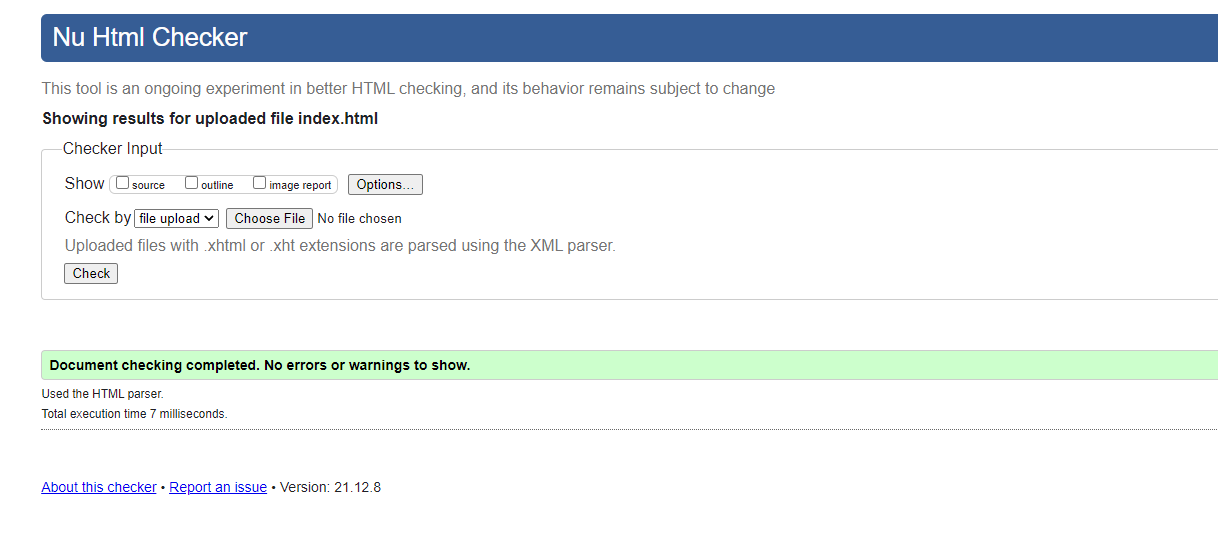 Nu Html Checker
This tool is an ongoing experiment in better HTML checking, and its behavior remains subject to change
Showing results for uploaded file index.html
Checker Input
Show source outline image report Options...
Check by file upload Choose File No file chosen
Uploaded files with .xhtml or .xht extensions are parsed using the XML parser.
Check
Document checking completed. No errors or warnings to show.
Used the HTML parser.
Total execution time 7 milliseconds.
About this checker • Report an issue • Version: 21.12.8